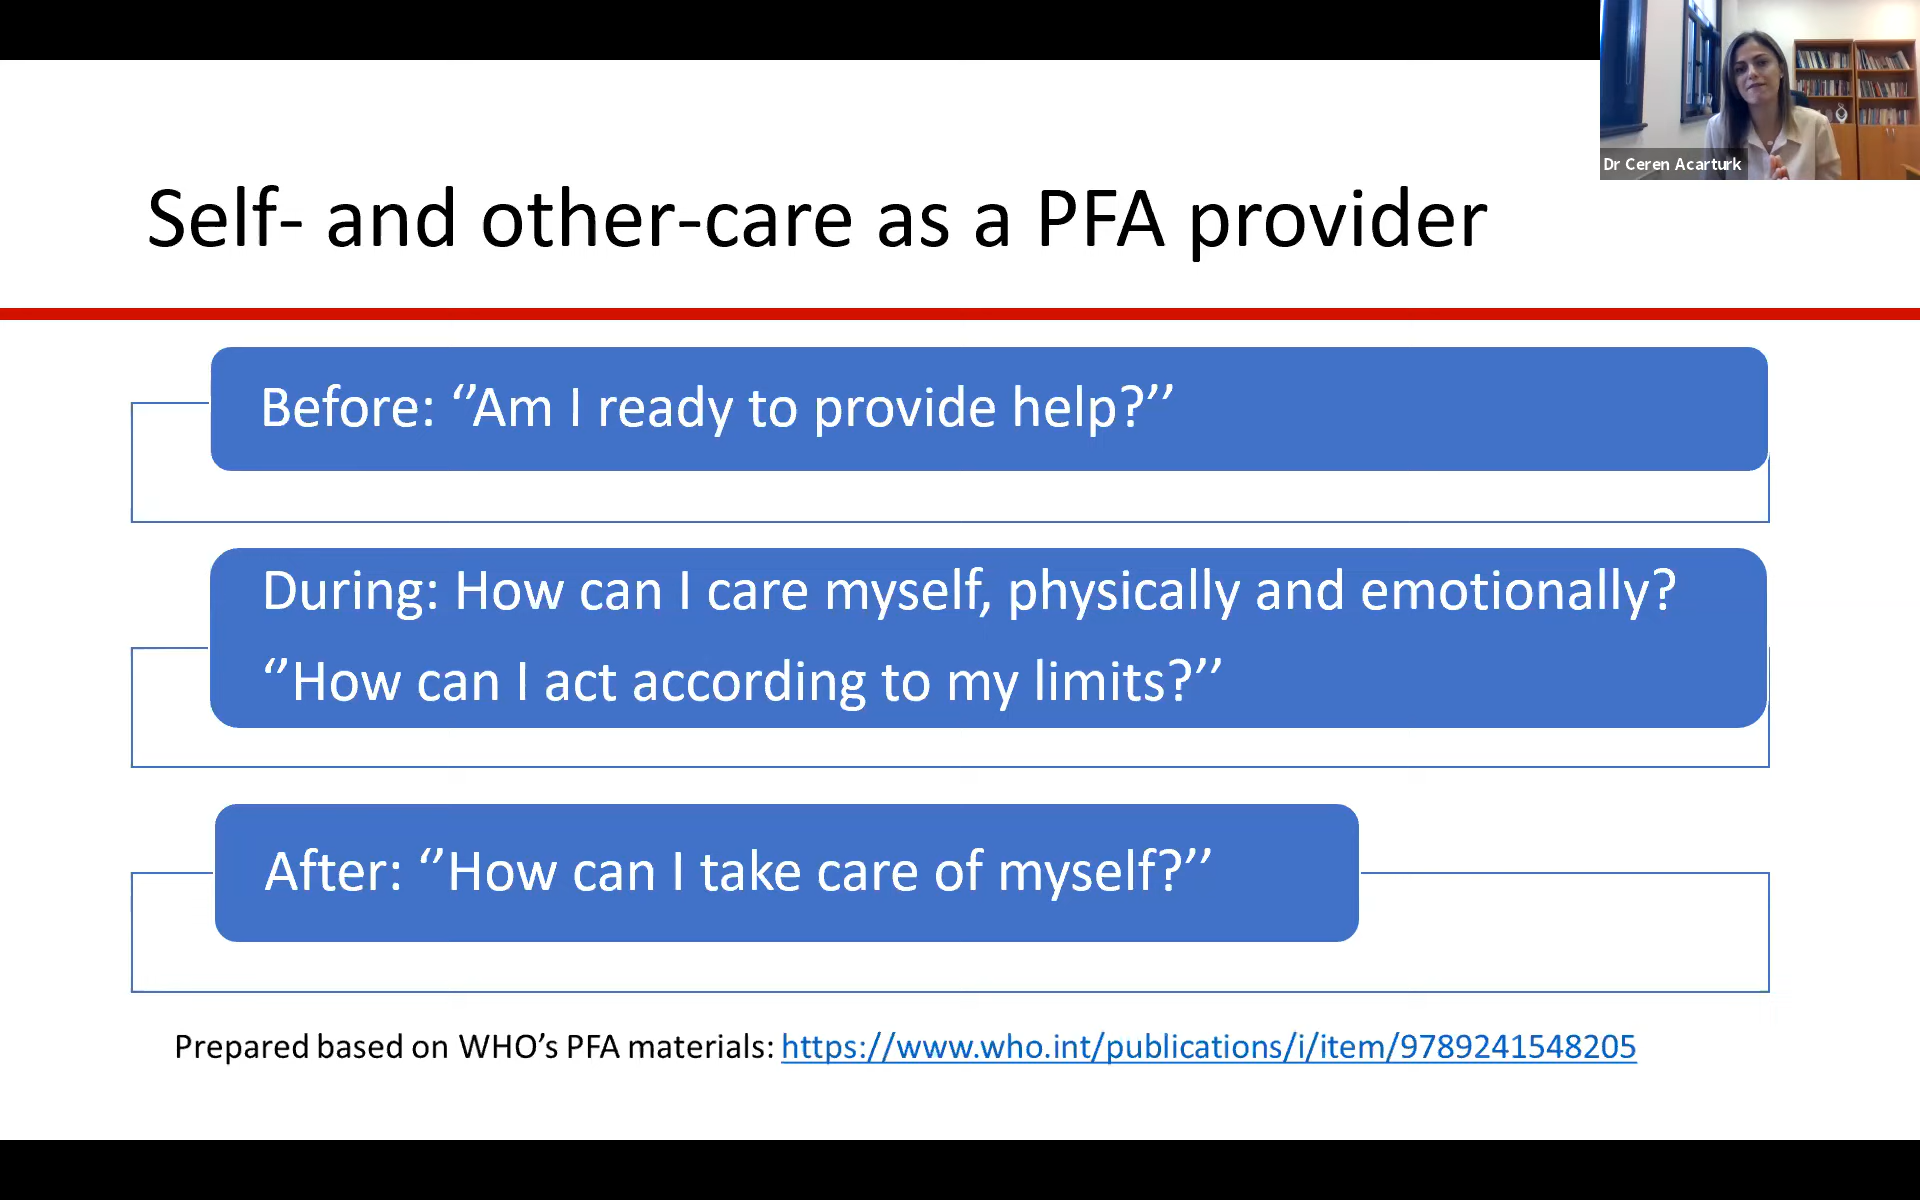 Dr Ceren Acarturk
Self- and other-care as a PFA provider
Before: ‘’Am I ready to provide help?’’
During: How can I care myself, physically and emotionally?
‘’How can I act according to my limits?’’
After: ‘’How can I take care of myself?’’
Prepared based on WHO’s PFA materials: https://www.who.int/publications/i/item/9789241548205